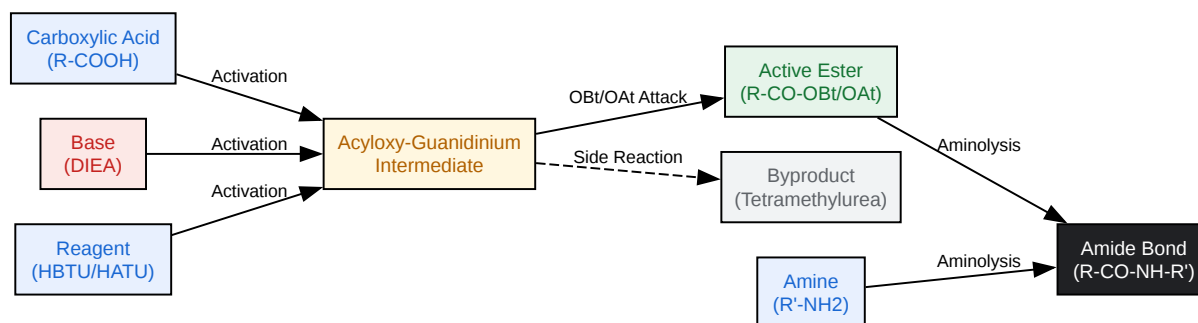 Carboxylic Acid
(R-COOH)
Activation
Base
(DIEA)
Activation
Reagent
(HBTU/HATU)
Activation
Acyloxy-Guanidinium
Intermediate
OBt/OAt Attack
Side Reaction
Active Ester
(R-CO-OBt/OAt)
Byproduct
(Tetramethylurea)
Amine
(R'-NH2)
Aminolysis
Aminolysis
Amide Bond
(R-CO-NH-R')